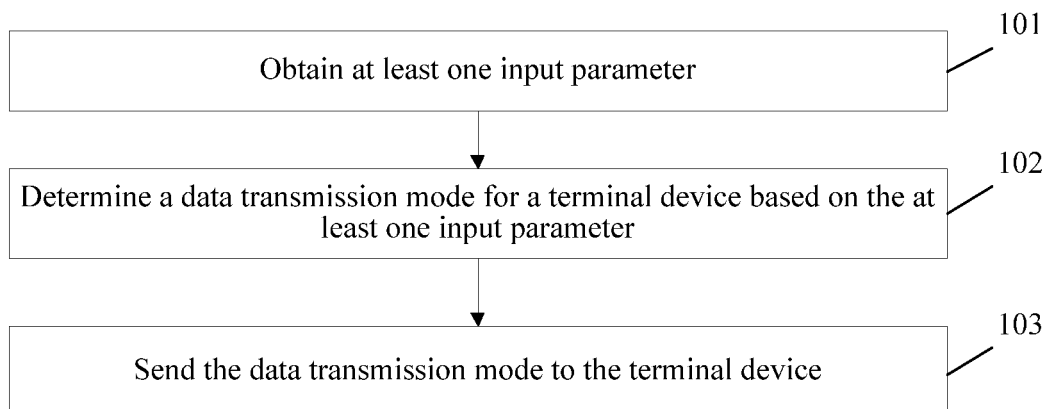 101
Obtain at least one input parameter
102
Determine a data transmission mode for a terminal device based on the at
least one input parameter
103
Send the data transmission mode to the terminal device